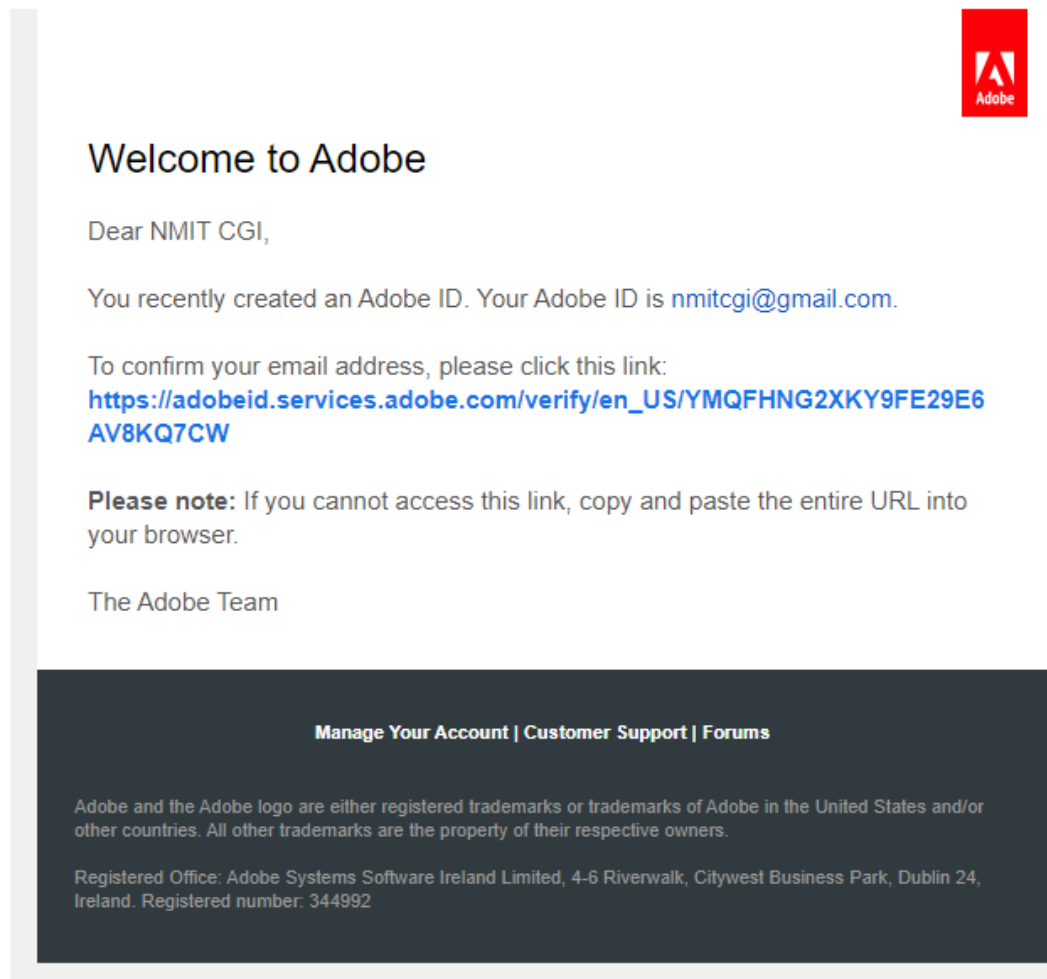 Adobe
Welcome to Adobe
Dear NMIT CGI,
You recently created an Adobe ID. Your Adobe ID is nmitcgi@gmail.com.
To confirm your email address, please click this link:
https://adobeid.services.adobe.com/verify/en_US/YMQFHNG2XKY9FE29E6
AV8KQ7CW
Please note: If you cannot access this link, copy and paste the entire URL into
your browser.
The Adobe Team
Manage Your Account | Customer Support | Forums
Adobe and the Adobe logo are either registered trademarks or trademarks of Adobe in the United States and/or
other countries. All other trademarks are the property of their respective owners.
Registered Office: Adobe Systems Software Ireland Limited, 4-6 Riverwalk, Citywest Business Park, Dublin 24,
Ireland. Registered number: 344992